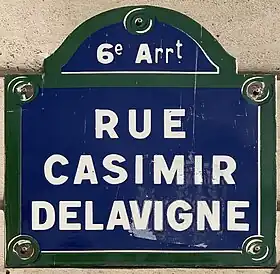 6e Arrt
RUE
CASIMIR
DELAVIGNE